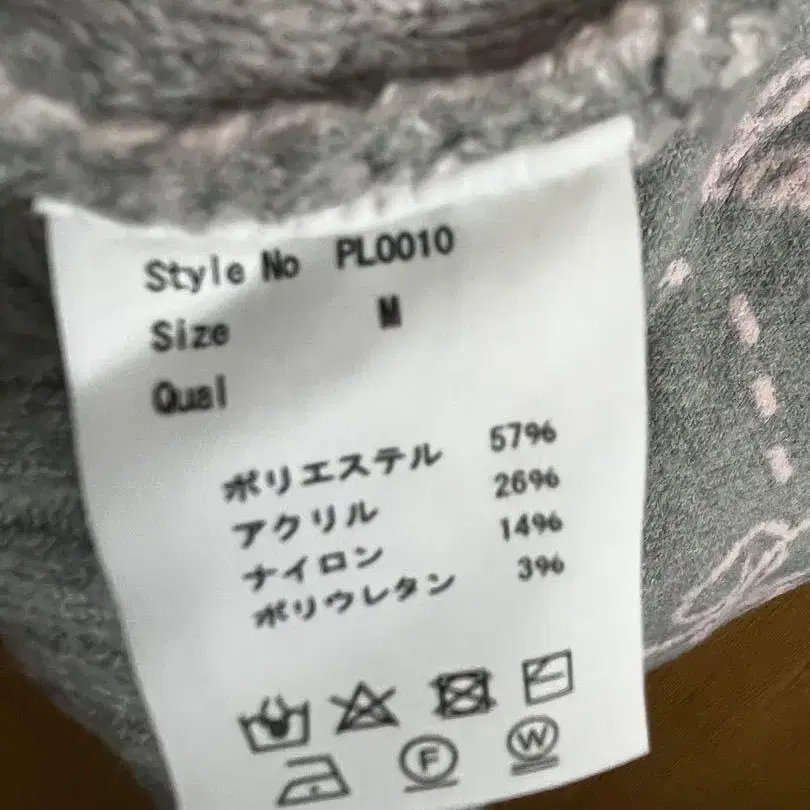 Style No PL0010
Size M
Qual
ポリエステル 57%
アクリル 26%
ナイロン 14%
ポリウレタン 3%
F W